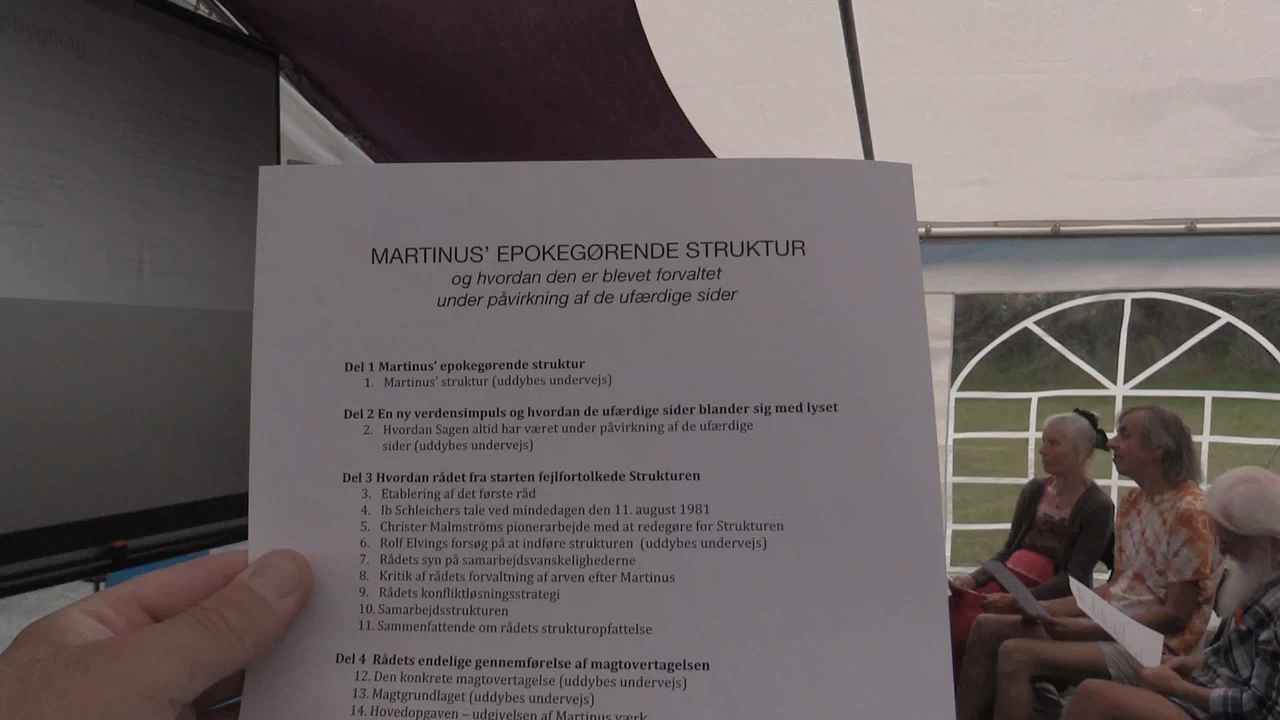 MARTINUS' EPOKEGØRENDE STRUKTUR
og hvordan den er blevet forvaltet
under påvirkning af de ufærdige sider
Del 1 Martinus' epokegørende struktur
1. Martinus' struktur (uddybes undervejs)
Del 2 En ny verdensimpuls og hvordan de ufærdige sider blander sig med lyset
2. Hvordan Sagen altid har været under påvirkning af de ufærdige
sider (uddybes undervejs)
Del 3 Hvordan rådet fra starten fejlfortolkede Strukturen
3. Etablering af det første råd
4. Ib Schleichers tale ved mindedagen den 11. august 1981
5. Christer Malmströms pionerarbejde med at redegøre for Strukturen
6. Rolf Elvings forsøg på at indføre strukturen (uddybes undervejs)
7. Rådets syn på samarbejdsvanskelighederne
8. Kritik af rådets forvaltning af arven efter Martinus
9. Rådets konfliktløsningsstrategi
10. Samarbejdsstrukturen
11. Sammenfattende om rådets strukturopfattelse
Del 4 Rådets endelige gennemførelse af magtovertagelsen
12. Den konkrete magtovertagelse (uddybes undervejs)
13. Magtgrundlaget (uddybes undervejs)
14. Hovedopgaven – udgivelsen af Martinus værk